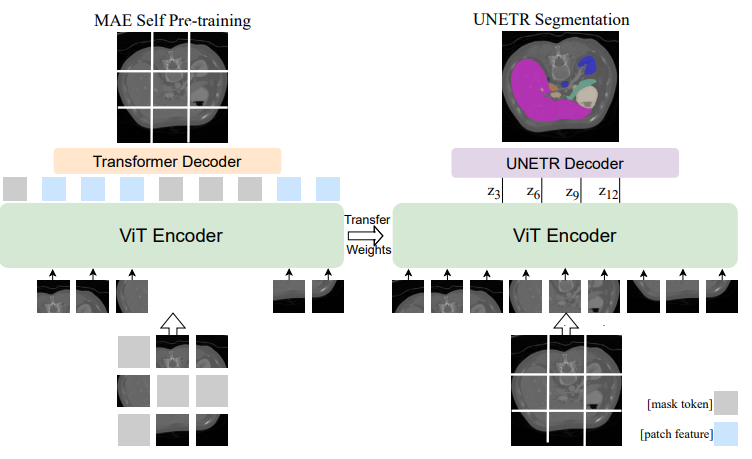 MAE Self Pre-training
UNETR Segmentation
Transformer Decoder
UNETR Decoder
z3
z6
z9
z12
ViT Encoder
Transfer
Weights
ViT Encoder
[mask token]
[patch feature]